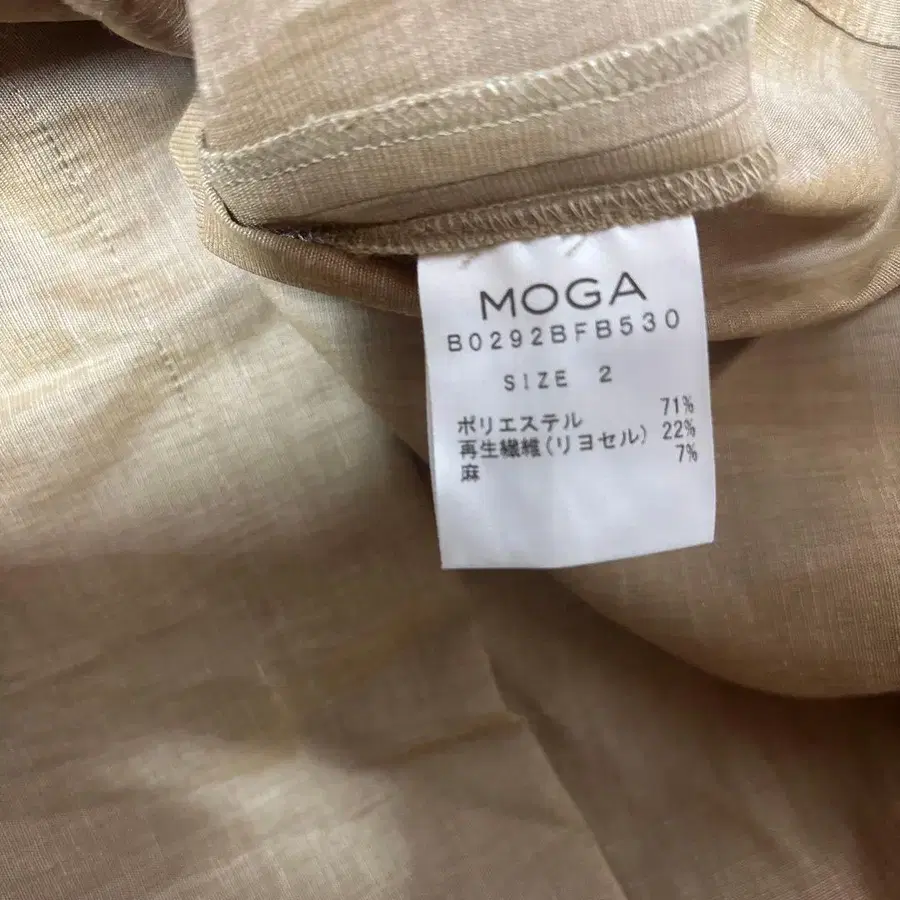 MOGA
B0292BFB530
SIZE 2
ポリエステル 71%
再生繊維(リヨセル) 22%
麻 7%